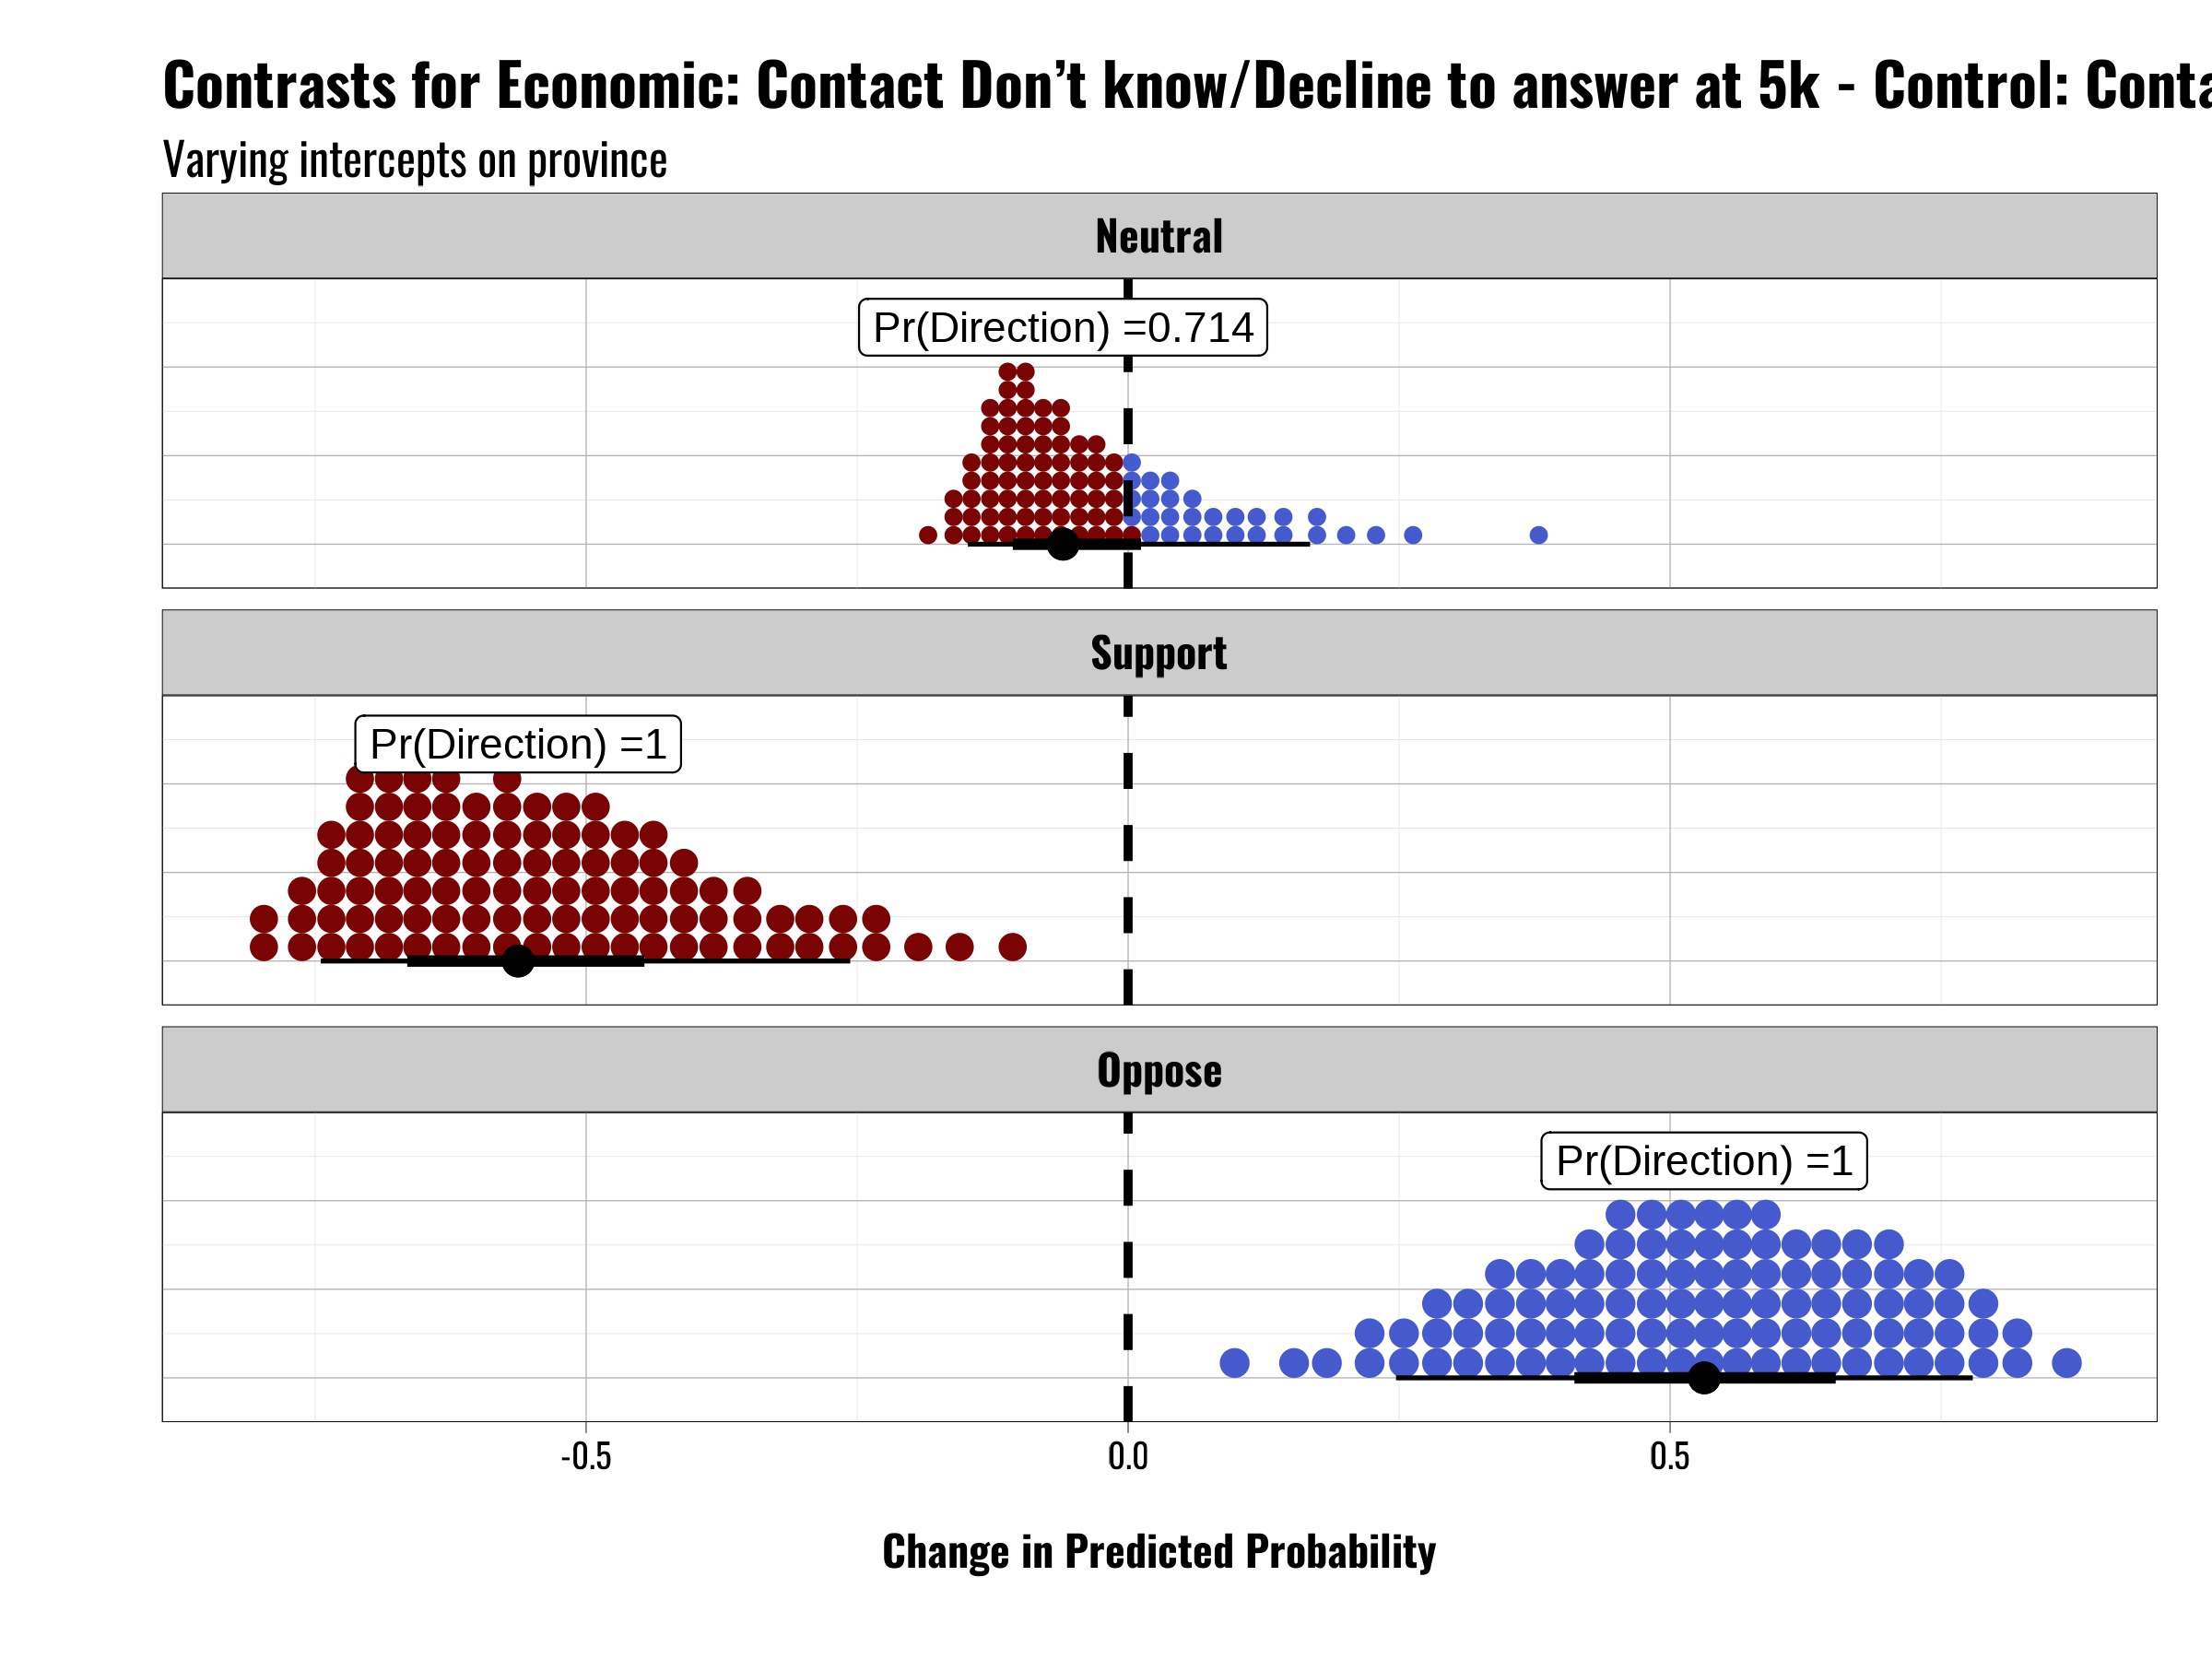 Contrasts for Economic: Contact Don’t know/Decline to answer at 5k - Control:
Varying intercepts on province
Neutral
Pr(Direction) =0.714
Support
Pr(Direction) =1
Oppose
Pr(Direction) =1
-0.5 0.0 0.5
Change in Predicted Probability